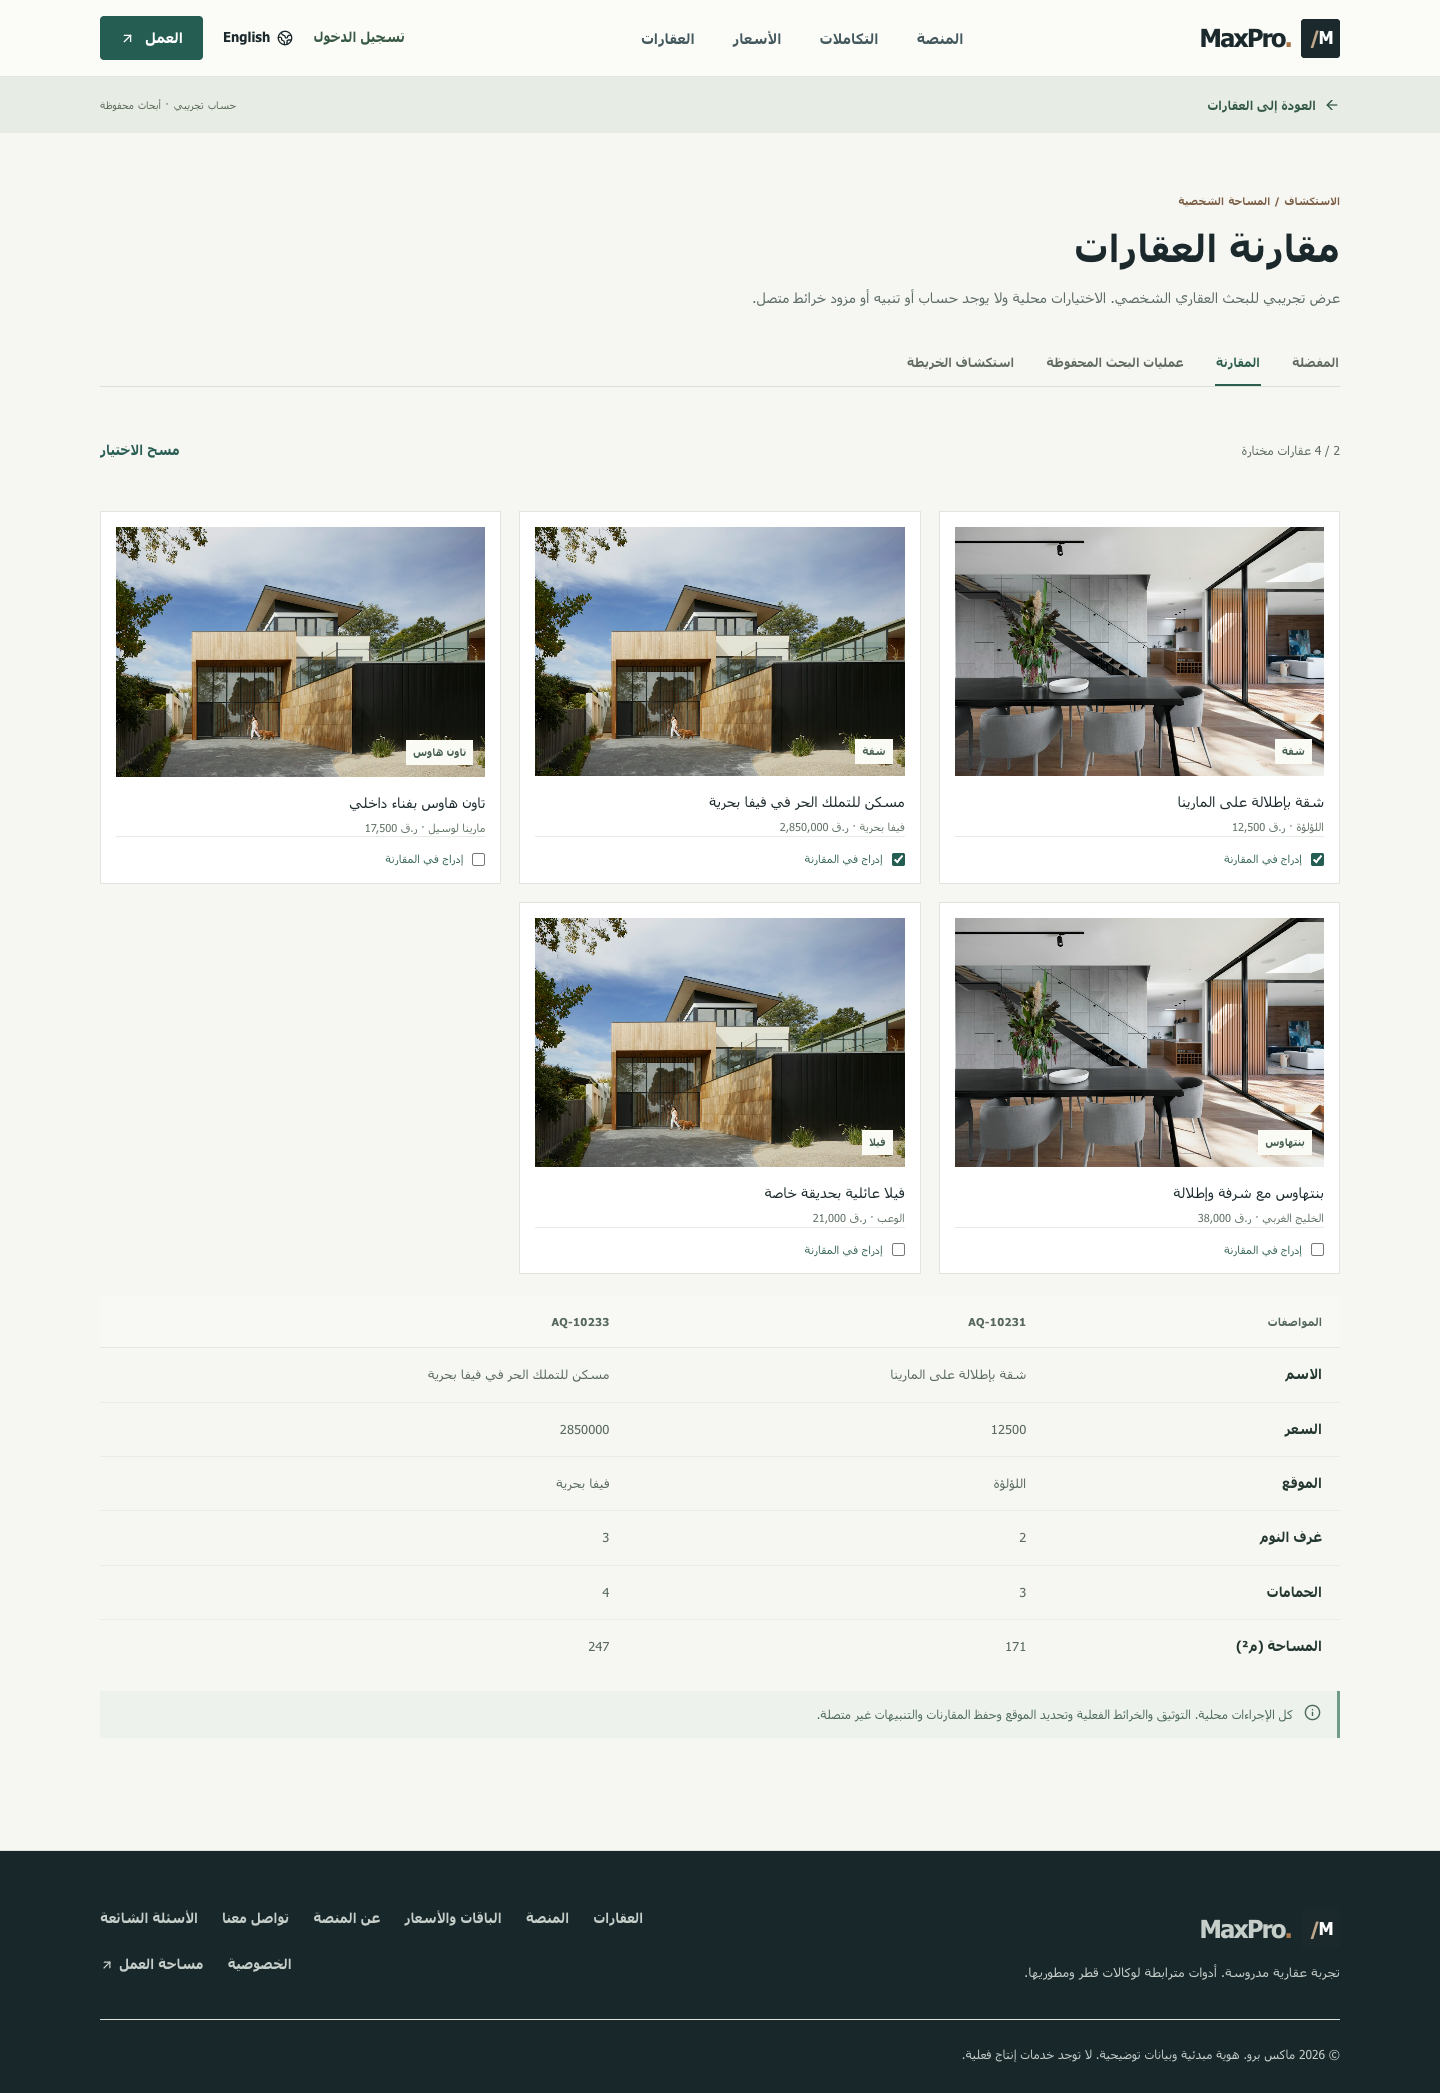 M/ MaxPro.
المنصة
التكاملات
الأسعار
العقارات
تسجيل الدخول
English
العمل
العودة إلى العقارات
حساب تجريبي · أبحاث محفوظة
الاستكشاف / المساحة الشخصية
مقارنة العقارات
عرض تجريبي للبحث العقاري الشخصي. الاختيارات محلية ولا يوجد حساب أو تنبيه أو مزود خرائط متصل.
المفضلة
المقارنة
عمليات البحث المحفوظة
استكشاف الخريطة
2 / 4 عقارات مختارة
مسح الاختيار
شقة
شقة بإطلالة على المارينا
اللؤلؤة · ر.ق 12,500
إدراج في المقارنة
شقة
مسكن للتملك الحر في فيفا بحرية
فيفا بحرية · ر.ق 2,850,000
إدراج في المقارنة
تاون هاوس
تاون هاوس بفناء داخلي
مارينا لوسيل · ر.ق 17,500
إدراج في المقارنة
بنتهاوس
بنتهاوس مع شرفة وإطلالة
الخليج الغربي · ر.ق 38,000
إدراج في المقارنة
فيلا
فيلا عائلية بحديقة خاصة
الوعب · ر.ق 21,000
إدراج في المقارنة
المواصفات AQ-10231 AQ-10233
الاسم شقة بإطلالة على المارينا مسكن للتملك الحر في فيفا بحرية
السعر 12500 2850000
الموقع اللؤلؤة فيفا بحرية
غرف النوم 2 3
الحمامات 3 4
المساحة (م²) 171 247
كل الإجراءات محلية. التوثيق والخرائط الفعلية وتحديد الموقع وحفظ المقارنات والتنبيهات غير متصلة.
M/ MaxPro.
تجربة عقارية مدروسة. أدوات مترابطة لوكالات قطر ومطوريها.
العقارات
المنصة
الباقات والأسعار
عن المنصة
تواصل معنا
الأسئلة الشائعة
الخصوصية
مساحة العمل
© 2026 ماكس برو. هوية مبدئية وبيانات توضيحية. لا توجد خدمات إنتاج فعلية.